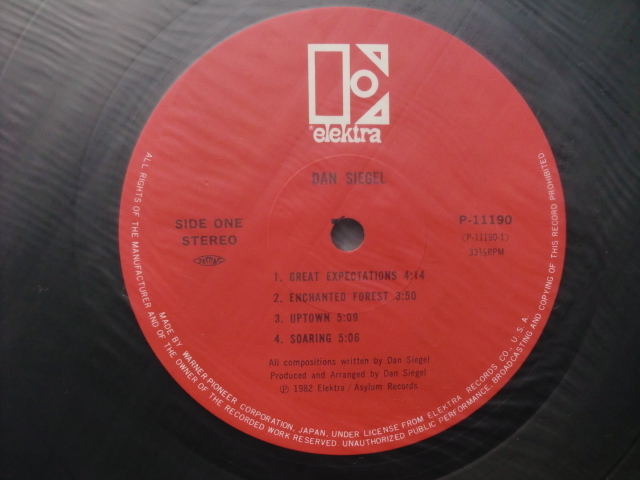 elektra
DAN SIEGEL
SIDE ONE
STEREO
P-11190
(P-11190-1)
33⅓RPM
1. GREAT EXPECTATIONS 4:14
2. ENCHANTED FOREST 3:50
3. UPTOWN 5:09
4. SOARING 5:06
All compositions written by Dan Siegel
Produced and Arranged by Dan Siegel
Ⓟ 1982 Elektra / Asylum Records
ALL RIGHTS OF THE MANUFACTURER AND OF THE OWNER OF THE RECORDED WORK RESERVED. UNAUTHORIZED PUBLIC PERFORMANCE, BROADCASTING AND COPYING OF THIS RECORD PROHIBITED
MADE BY WARNER-PIONEER CORPORATION, JAPAN, UNDER LICENSE FROM ELEKTRA RECORDS CO., U.S.A.